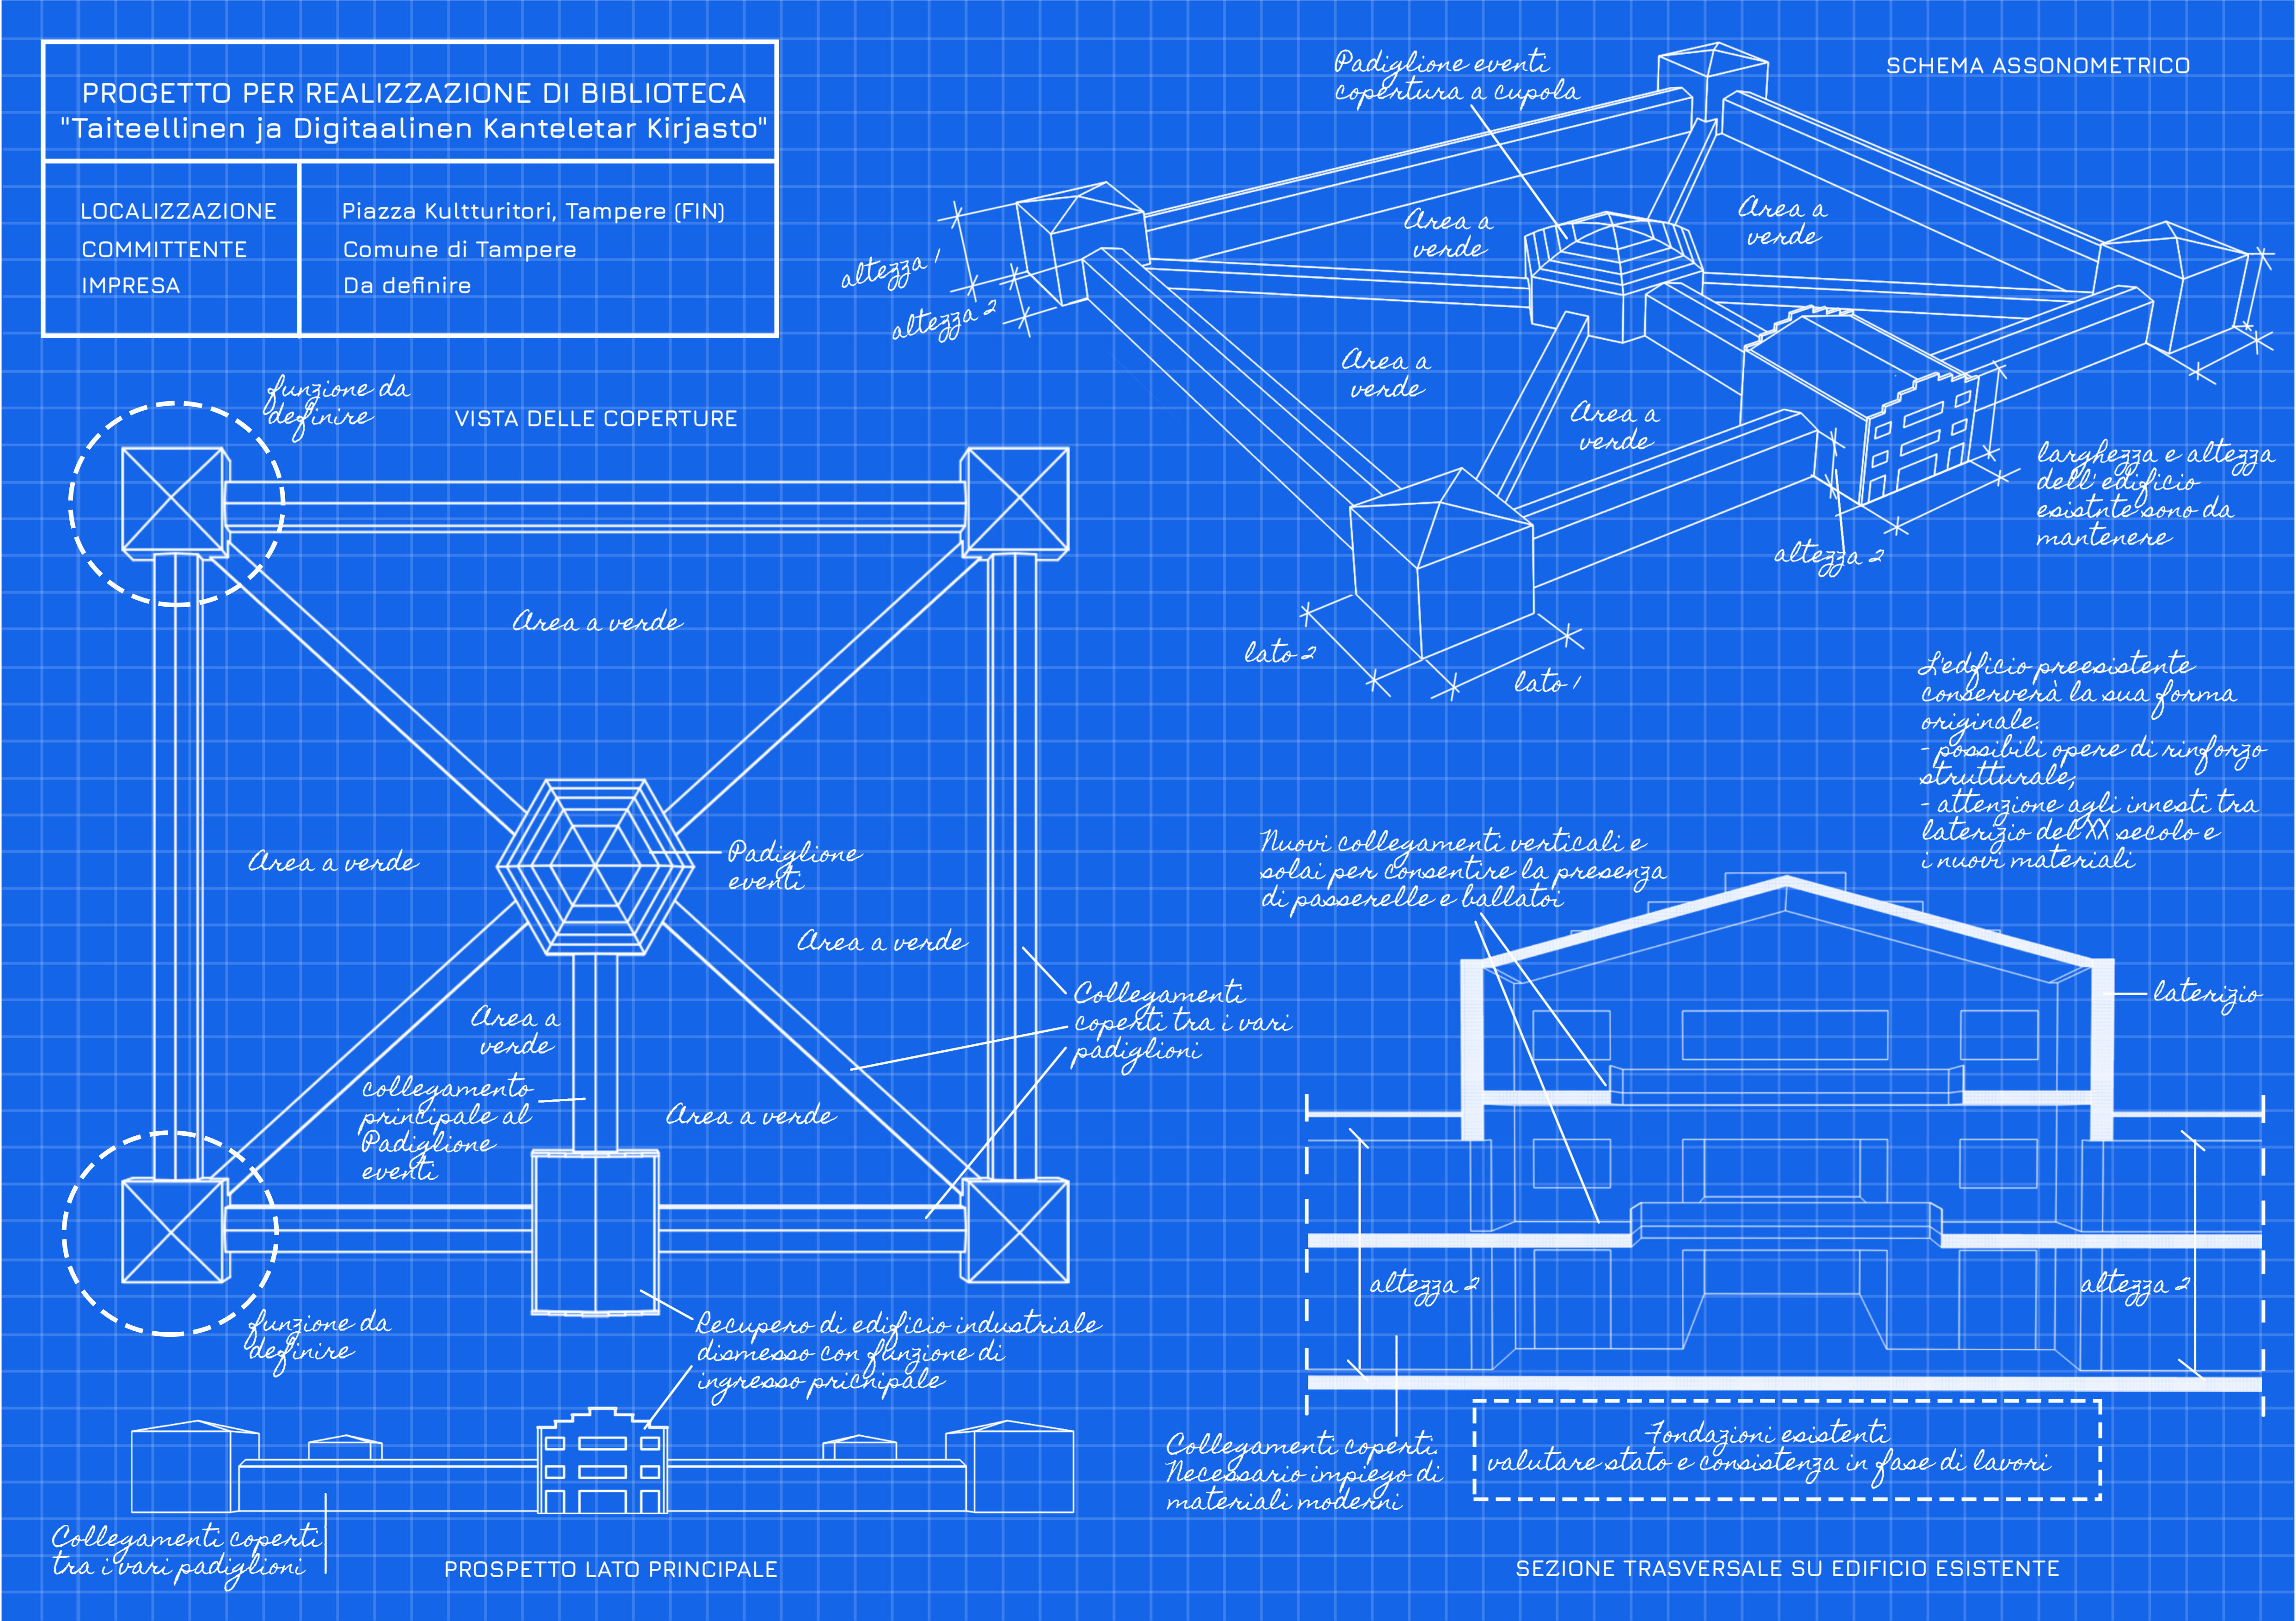 PROGETTO PER REALIZZAZIONE DI BIBLIOTECA
"Taiteellinen ja Digitaalinen Kanteletar Kirjasto"
LOCALIZZAZIONE
Piazza Kultturitori, Tampere (FIN)
COMMITTENTE
Comune di Tampere
IMPRESA
Da definire
SCHEMA ASSONOMETRICO
Padiglione eventi
copertura a cupola
Area a
verde
Area a
verde
Area a
verde
Area a
verde
altezza 1
altezza 2
altezza 2
lato 2
lato 1
larghezza e altezza
dell'edificio
esistnte sono da
mantenere
VISTA DELLE COPERTURE
funzione da
definire
Area a verde
Area a verde
Padiglione
eventi
Area a verde
Area a
verde
collegamento
principale al
Padiglione
eventi
Area a verde
Collegamenti
coperti tra i vari
padiglioni
funzione da
definire
Recupero di edificio industriale
dismesso con funzione di
ingresso pricnipale
Collegamenti coperti
tra i vari padiglioni
PROSPETTO LATO PRINCIPALE
L'edficio preesistente
conserverà la sua forma
originale.
- possibili opere di rinforzo
strutturale;
- attenzione agli innesti tra
laterizio del XX secolo e
i nuovi materiali
Nuovi collegamenti verticali e
solai per consentire la presenza
di passerelle e ballatoi
laterizio
altezza 2
altezza 2
Collegamenti coperti.
Necessario impiego di
materiali moderni
Fondazioni esistenti
valutare stato e consistenza in fase di lavori
SEZIONE TRASVERSALE SU EDIFICIO ESISTENTE